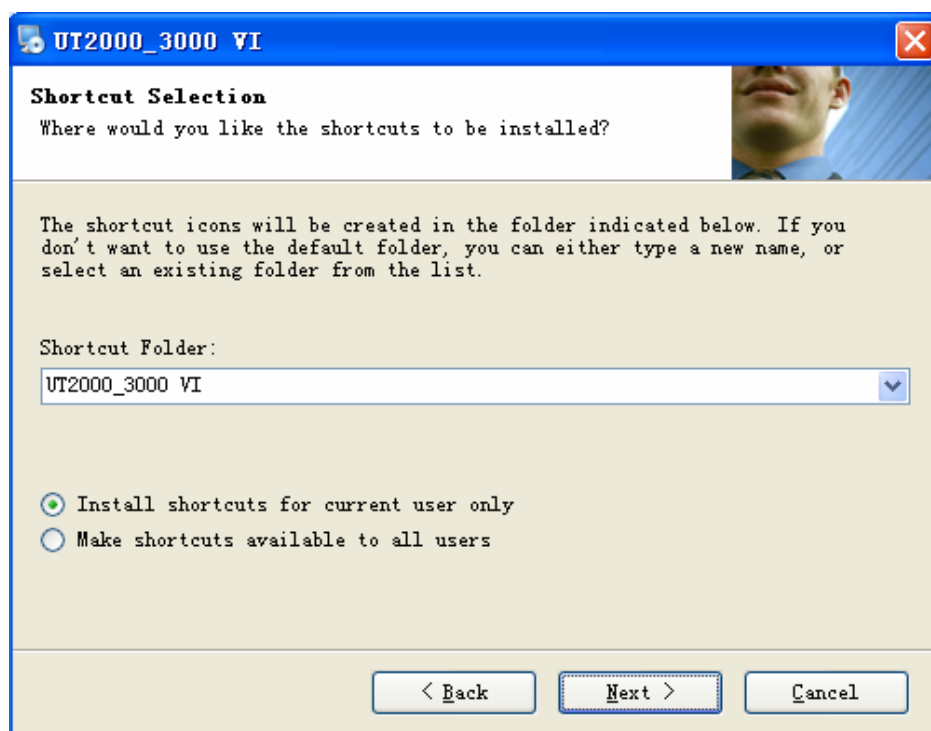 UT2000_3000 VI
Shortcut Selection
Where would you like the shortcuts to be installed?
The shortcut icons will be created in the folder indicated below. If you
don't want to use the default folder, you can either type a new name, or
select an existing folder from the list.
Shortcut Folder:
UT2000_3000 VI
Install shortcuts for current user only
Make shortcuts available to all users
< Back
Next >
Cancel